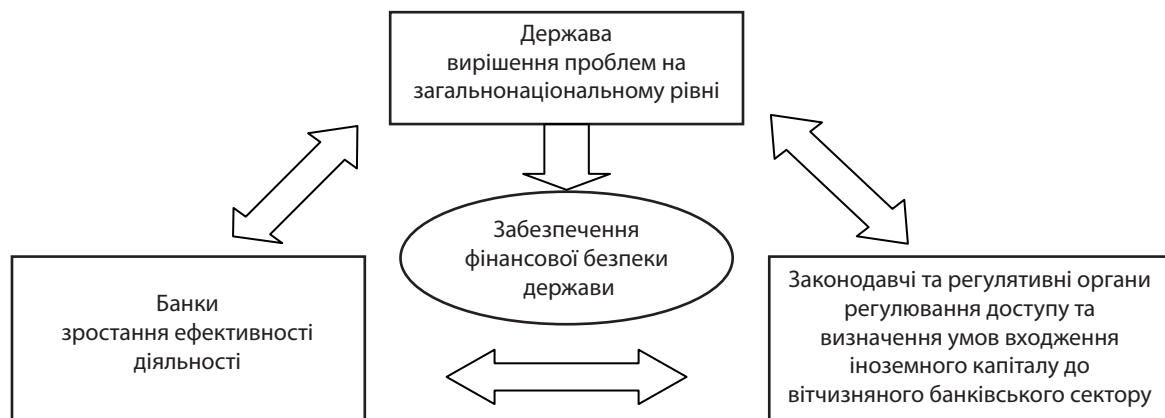 Держава
вирішення проблем на
загальнонаціональному рівні
Забезпечення
фінансової безпеки
держави
Банки
зростання ефективності
діяльності
Законодавчі та регулятивні органи
регулювання доступу та
визначення умов входження
іноземного капіталу до
вітчизняного банківського сектору